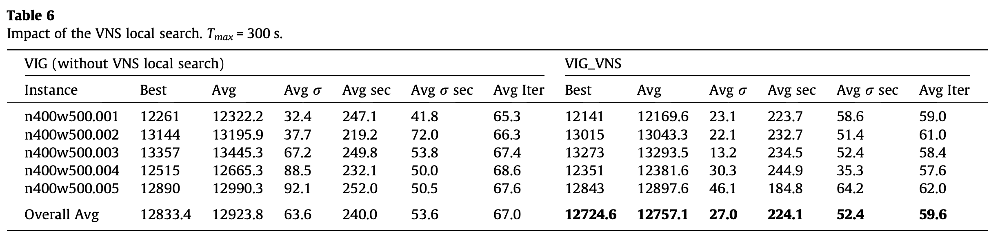 Table 6
Impact of the VNS local search. Tmax = 300 s.
VIG (without VNS local search) VIG_VNS
Instance Best Avg Avg σ Avg sec Avg σ sec Avg Iter Best Avg Avg σ Avg sec Avg σ sec Avg Iter
n400w500.001 12261 12322.2 32.4 247.1 41.8 65.3 12141 12169.6 23.1 223.7 58.6 59.0
n400w500.002 13144 13195.9 37.7 219.2 72.0 66.3 13015 13043.3 22.1 232.7 51.4 61.0
n400w500.003 13357 13445.3 67.2 249.8 53.8 67.4 13273 13293.5 13.2 234.5 52.4 58.4
n400w500.004 12515 12665.3 88.5 232.1 50.0 68.6 12351 12381.6 30.3 244.9 35.3 57.6
n400w500.005 12890 12990.3 92.1 252.0 50.5 67.6 12843 12897.6 46.1 184.8 64.2 62.0
Overall Avg 12833.4 12923.8 63.6 240.0 53.6 67.0 12724.6 12757.1 27.0 224.1 52.4 59.6